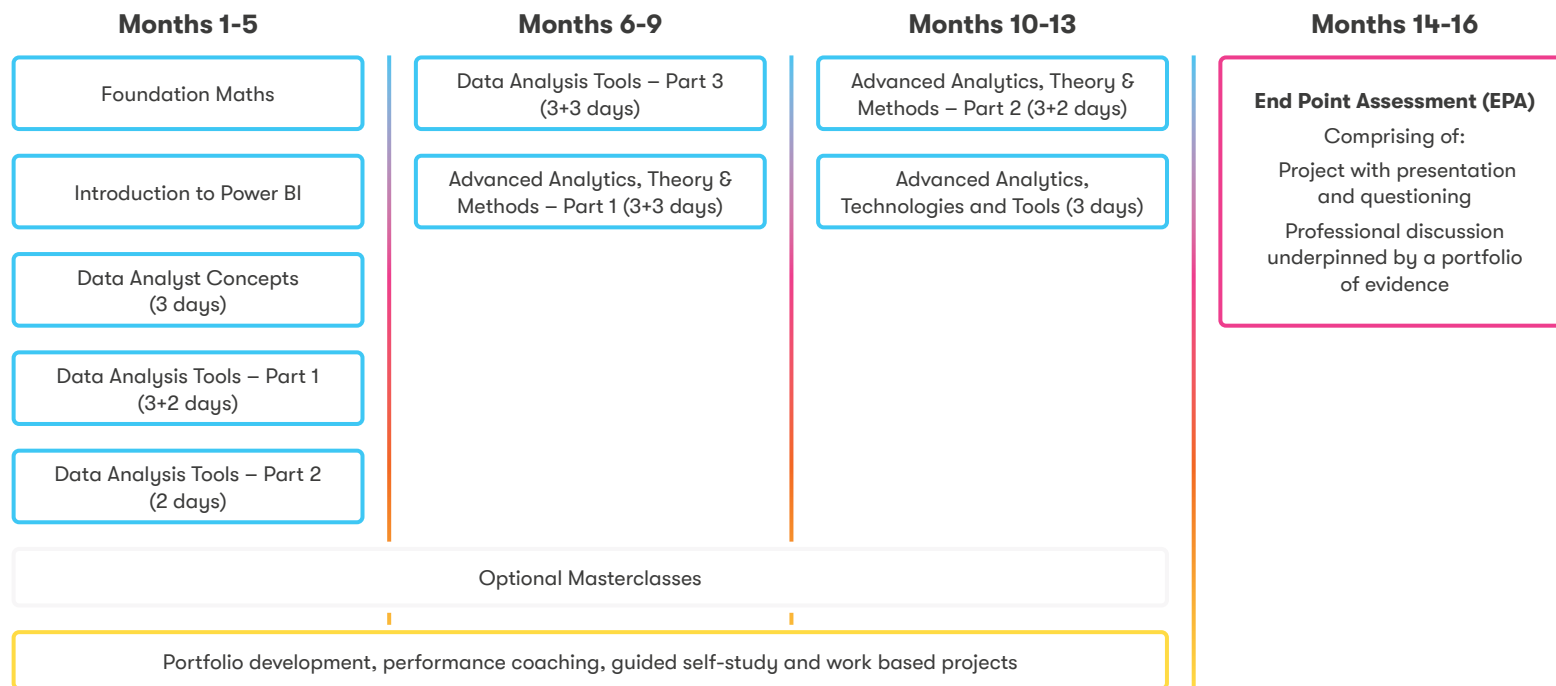 Months 1-5
Foundation Maths
Introduction to Power BI
Data Analyst Concepts
(3 days)
Data Analysis Tools – Part 1
(3+2 days)
Data Analysis Tools – Part 2
(2 days)
Months 6-9
Data Analysis Tools – Part 3
(3+3 days)
Advanced Analytics, Theory &
Methods – Part 1 (3+3 days)
Months 10-13
Advanced Analytics, Theory &
Methods – Part 2 (3+2 days)
Advanced Analytics,
Technologies and Tools (3 days)
Months 14-16
End Point Assessment (EPA)
Comprising of:
Project with presentation
and questioning
Professional discussion
underpinned by a portfolio
of evidence
Optional Masterclasses
Portfolio development, performance coaching, guided self-study and work based projects